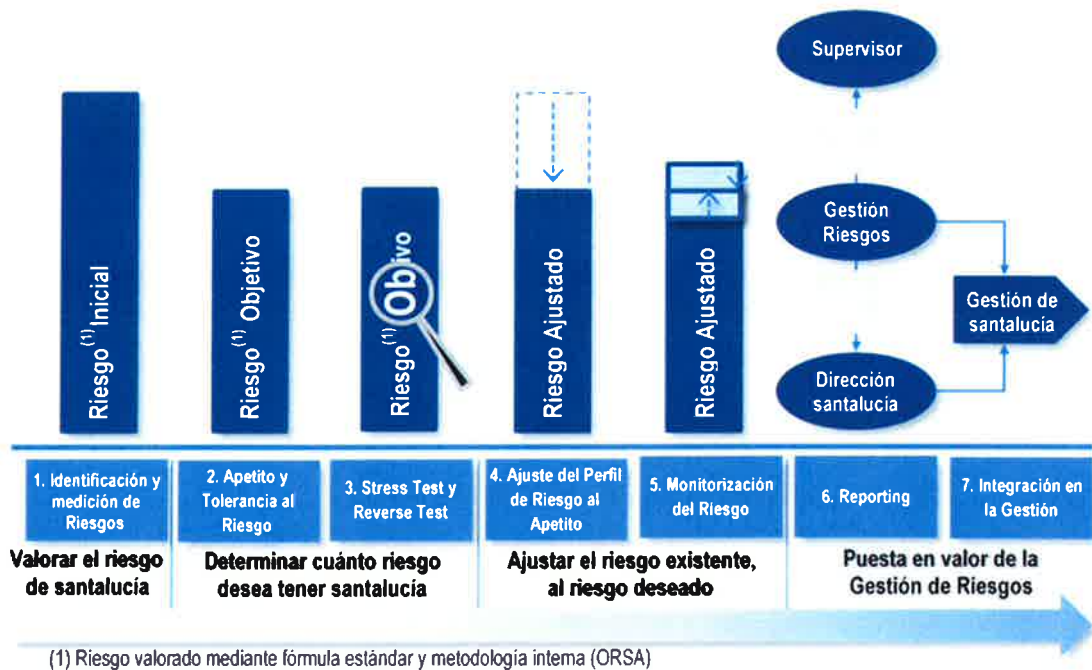 Supervisor
Gestión
Riesgos
Gestión de
santalucía
Dirección
santalucía
Riesgo(1) Inicial
Riesgo(1) Objetivo
Riesgo(1) Objetivo
Riesgo Ajustado
Riesgo Ajustado
1. Identificación y
medición de
Riesgos
2. Apetito y
Tolerancia al
Riesgo
3. Stress Test y
Reverse Test
4. Ajuste del Perfil
de Riesgo al
Apetito
5. Monitorización
del Riesgo
6. Reporting
7. Integración en
la Gestión
Valorar el riesgo
de santalucía
Determinar cuánto riesgo
desea tener santalucía
Ajustar el riesgo existente,
al riesgo deseado
Puesta en valor de la
Gestión de Riesgos
(1) Riesgo valorado mediante fórmula estándar y metodología interna (ORSA)